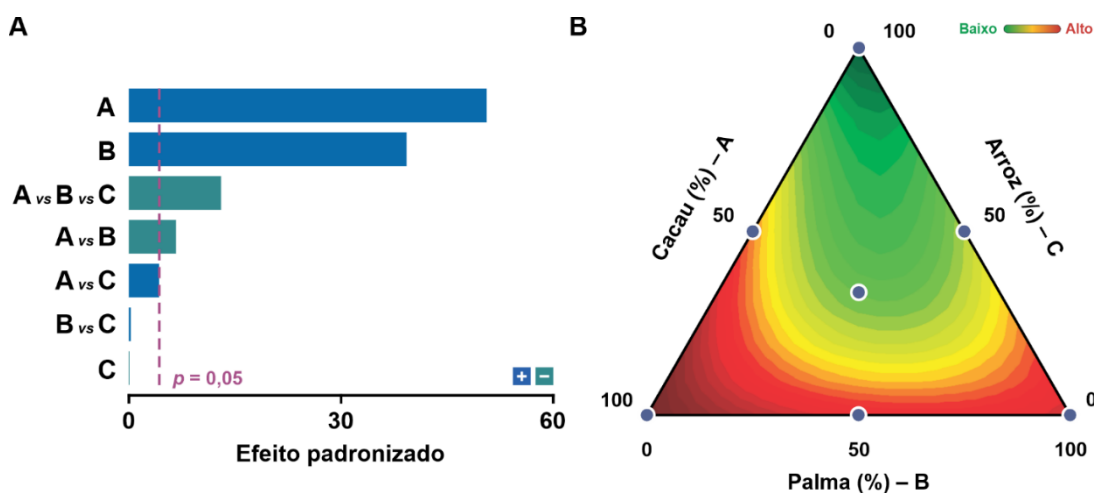 A
A
B
A vs B vs C
A vs B
A vs C
B vs C
C
p = 0,05
+ −
0 30 60
Efeito padronizado
B
Baixo Alto
0 100
Cacau (%) – A
Arroz (%) – C
50 50
100 0
0 50 100
Palma (%) – B